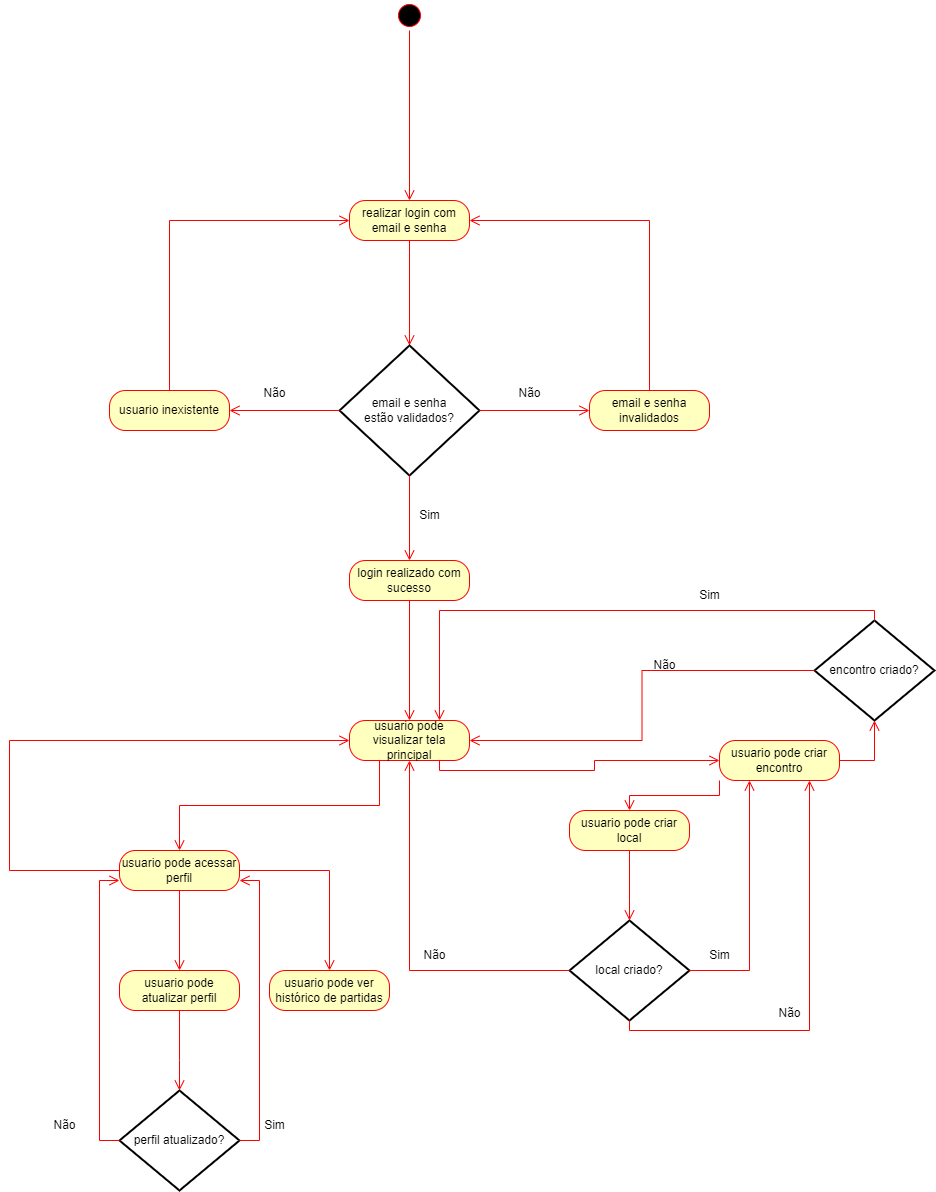 realizar login com
email e senha
Não
Não
usuario inexistente
email e senha
estão validados?
email e senha
invalidados
Sim
login realizado com
sucesso
Sim
Não
encontro criado?
usuario pode
visualizar tela
principal
usuario pode criar
encontro
usuario pode criar
local
usuario pode acessar
perfil
Não
local criado?
Sim
usuario pode
atualizar perfil
usuario pode ver
histórico de partidas
Não
Não
perfil atualizado?
Sim